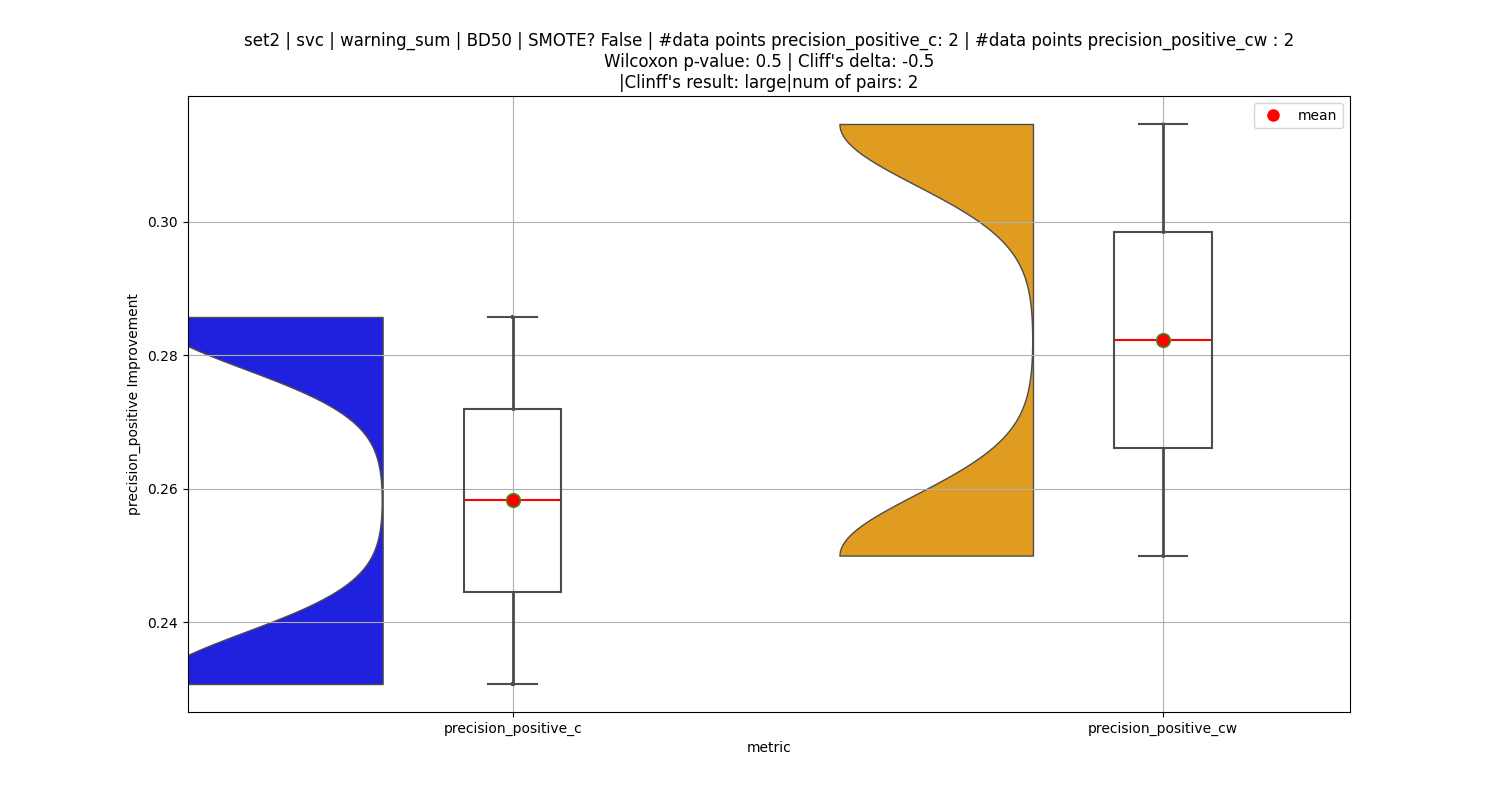 set2 | svc | warning_sum | BD50 | SMOTE? False | #data points precision_positive_c: 2 | #data points precision_positive_cw : 2
Wilcoxon p-value: 0.5 | Cliff's delta: -0.5
|Clinff's result: large|num of pairs: 2
mean
precision_positive Improvement
0.30
0.28
0.26
0.24
precision_positive_c
precision_positive_cw
metric